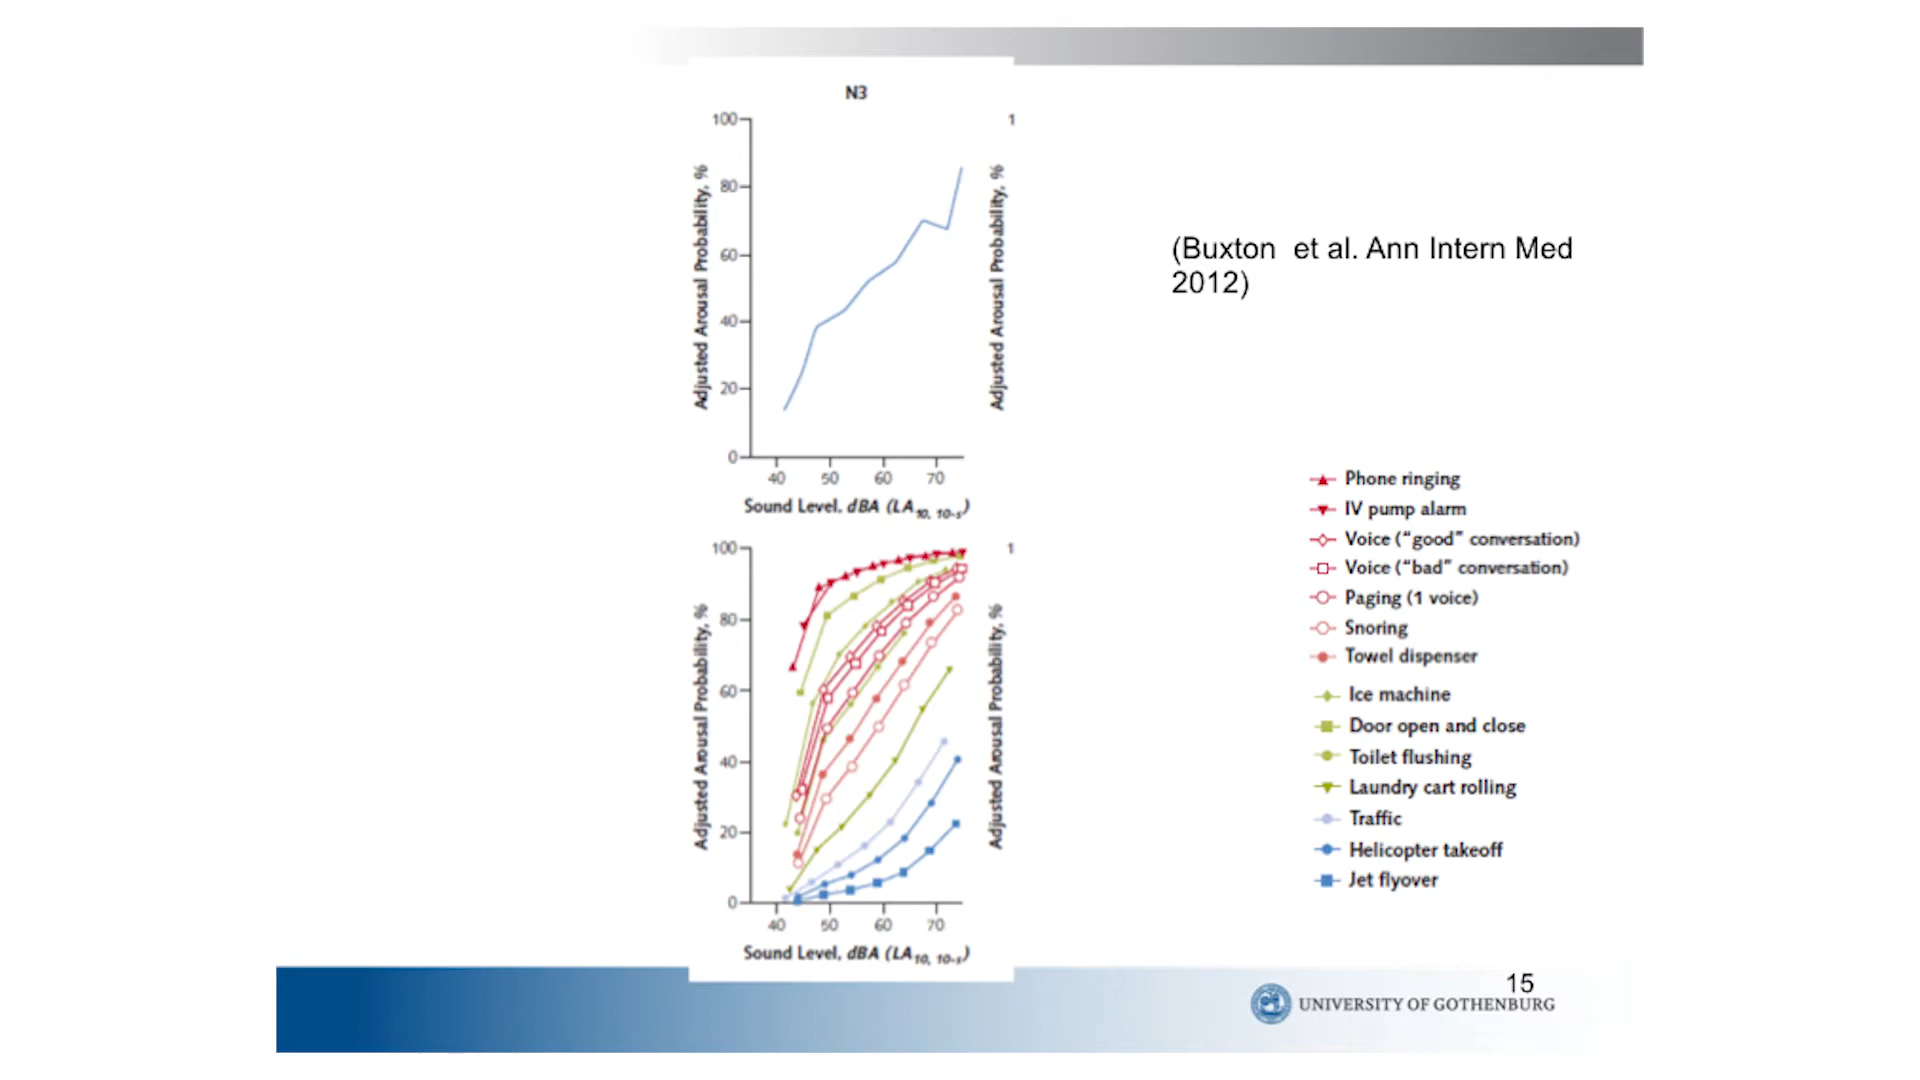 N3
100
80
60
40
20
0
Adjusted Arousal Probability, %
40 50 60 70
Sound Level, dBA (LA10, 10-s)
1
Adjusted Arousal Probability, %
(Buxton et al. Ann Intern Med
2012)
100
80
60
40
20
0
Adjusted Arousal Probability, %
40 50 60 70
Sound Level, dBA (LA10, 10-s)
1
Adjusted Arousal Probability, %
Phone ringing
IV pump alarm
Voice (“good” conversation)
Voice (“bad” conversation)
Paging (1 voice)
Snoring
Towel dispenser
Ice machine
Door open and close
Toilet flushing
Laundry cart rolling
Traffic
Helicopter takeoff
Jet flyover
15
UNIVERSITY OF GOTHENBURG